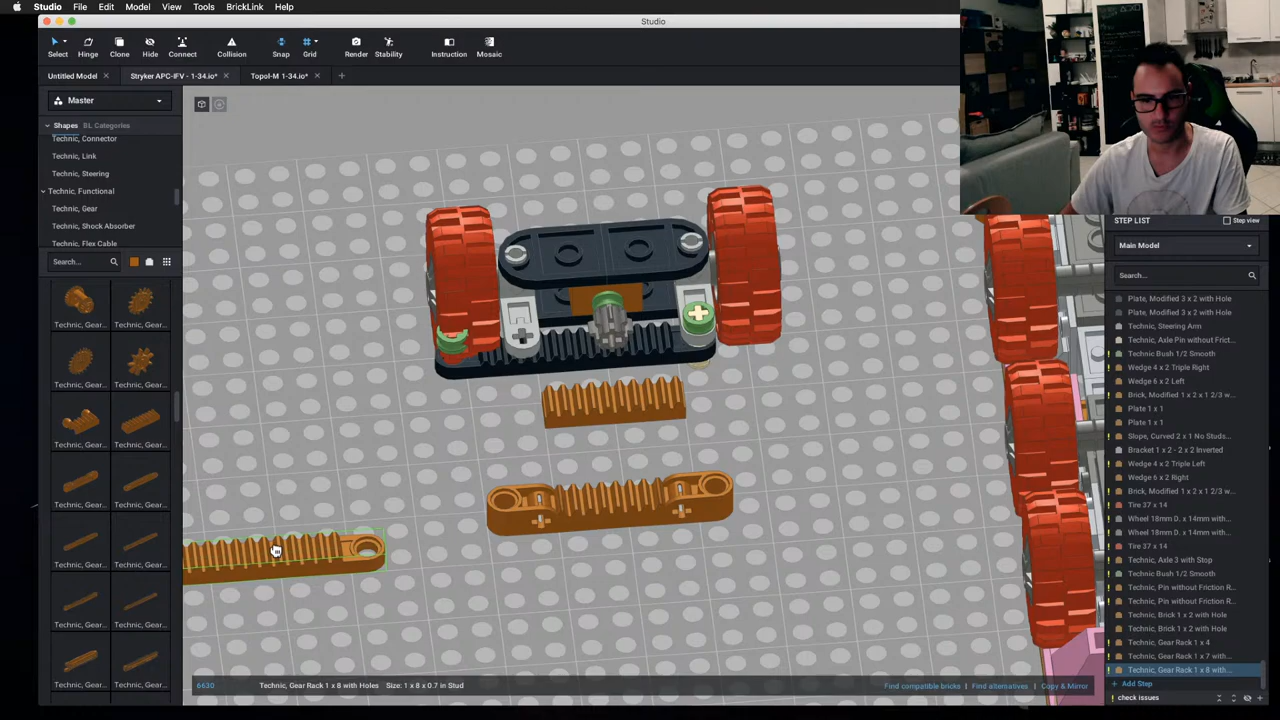 Studio File Edit Model View Tools BrickLink Help
Studio
Select Hinge Clone Hide Connect Collision Snap Grid Render Stability Instruction Mosaic
Untitled Model Stryker APC-IFV - 1-34.io* Topol-M 1-34.io*
Master
Shapes BL Categories
Technic, Connector
Technic, Link
Technic, Steering
Technic, Functional
Technic, Gear
Technic, Shock Absorber
Technic, Flex Cable
Search...
Technic, Gear... Technic, Gear...
Technic, Gear... Technic, Gear...
Technic, Gear... Technic, Gear...
Technic, Gear... Technic, Gear...
Technic, Gear... Technic, Gear...
Technic, Gear... Technic, Gear...
Technic, Gear... Technic, Gear...
STEP LIST Step view
Main Model
Search...
Plate, Modified 3 x 2 with Hole
Plate, Modified 3 x 2 with Hole
Technic, Steering Arm
Technic, Axle Pin without Frict...
Technic Bush 1/2 Smooth
Wedge 4 x 2 Triple Right
Wedge 6 x 2 Left
Brick, Modified 1 x 2 x 1 2/3 w...
Plate 1 x 1
Plate 1 x 1
Slope, Curved 2 x 1 No Studs...
Bracket 1 x 2 - 2 x 2 Inverted
Wedge 4 x 2 Triple Left
Wedge 6 x 2 Right
Brick, Modified 1 x 2 x 1 2/3 w...
Tire 37 x 14
Wheel 18mm D. x 14mm with...
Wheel 18mm D. x 14mm with...
Tire 37 x 14
Technic, Axle 3 with Stop
Technic Bush 1/2 Smooth
Technic, Pin without Friction R...
Technic, Pin without Friction R...
Technic, Brick 1 x 2 with Hole
Technic, Brick 1 x 2 with Hole
Technic, Gear Rack 1 x 4
Technic, Gear Rack 1 x 7 with...
Technic, Gear Rack 1 x 8 with...
+ Add Step
check issues
6630 Technic, Gear Rack 1 x 8 with Holes Size: 1 x 8 x 0.7 in Stud Find compatible bricks | Find alternatives | Copy & Mirror